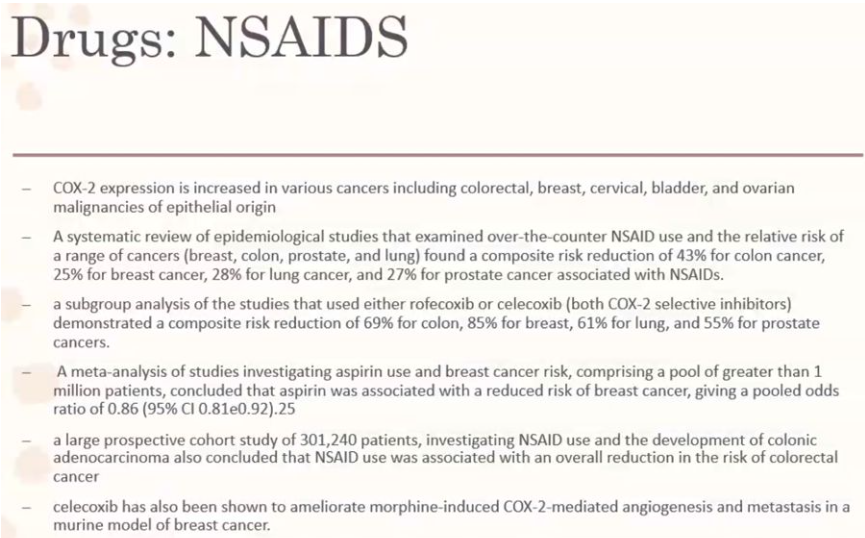 Drugs: NSAIDS
– COX-2 expression is increased in various cancers including colorectal, breast, cervical, bladder, and ovarian
malignancies of epithelial origin
– A systematic review of epidemiological studies that examined over-the-counter NSAID use and the relative risk of
a range of cancers (breast, colon, prostate, and lung) found a composite risk reduction of 43% for colon cancer,
25% for breast cancer, 28% for lung cancer, and 27% for prostate cancer associated with NSAIDs.
– a subgroup analysis of the studies that used either rofecoxib or celecoxib (both COX-2 selective inhibitors)
demonstrated a composite risk reduction of 69% for colon, 85% for breast, 61% for lung, and 55% for prostate
cancers.
– A meta-analysis of studies investigating aspirin use and breast cancer risk, comprising a pool of greater than 1
million patients, concluded that aspirin was associated with a reduced risk of breast cancer, giving a pooled odds
ratio of 0.86 (95% CI 0.81e0.92).25
– a large prospective cohort study of 301,240 patients, investigating NSAID use and the development of colonic
adenocarcinoma also concluded that NSAID use was associated with an overall reduction in the risk of colorectal
cancer
– celecoxib has also been shown to ameliorate morphine-induced COX-2-mediated angiogenesis and metastasis in a
murine model of breast cancer.